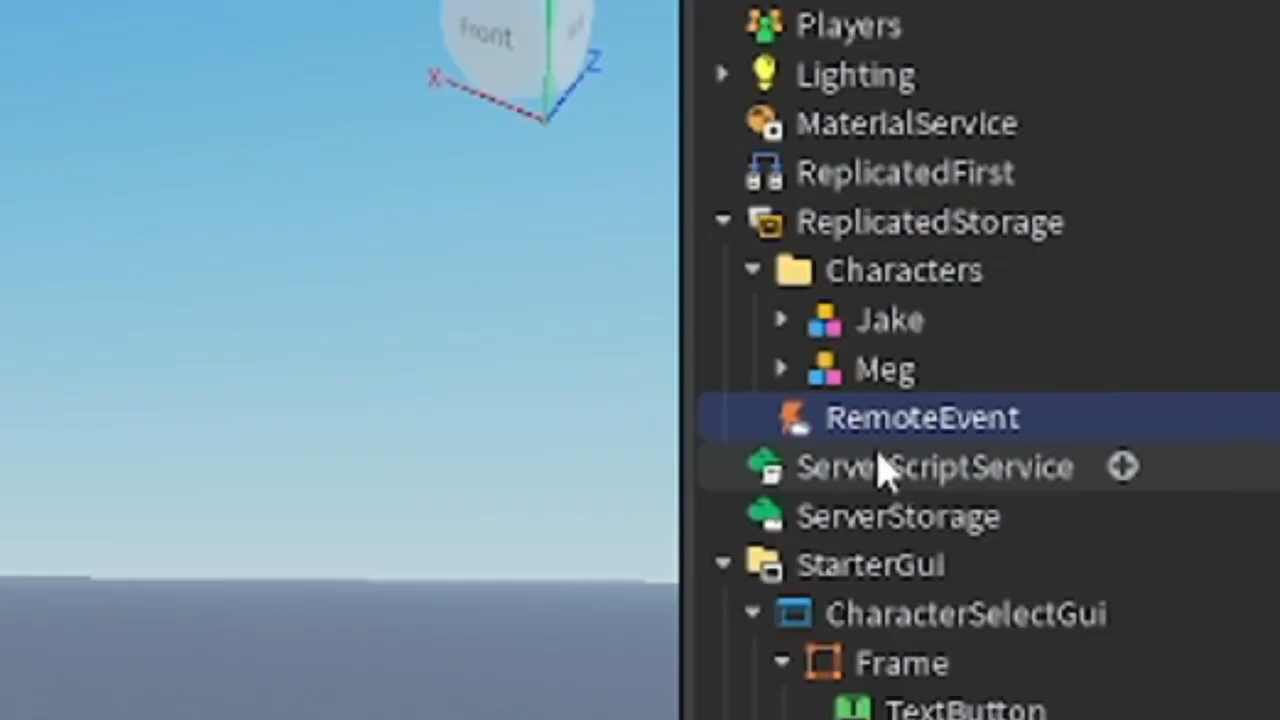 Front
X
Z
Players
Lighting
MaterialService
ReplicatedFirst
ReplicatedStorage
Characters
Jake
Meg
RemoteEvent
ServerScriptService
ServerStorage
StarterGui
CharacterSelectGui
Frame
TextButton